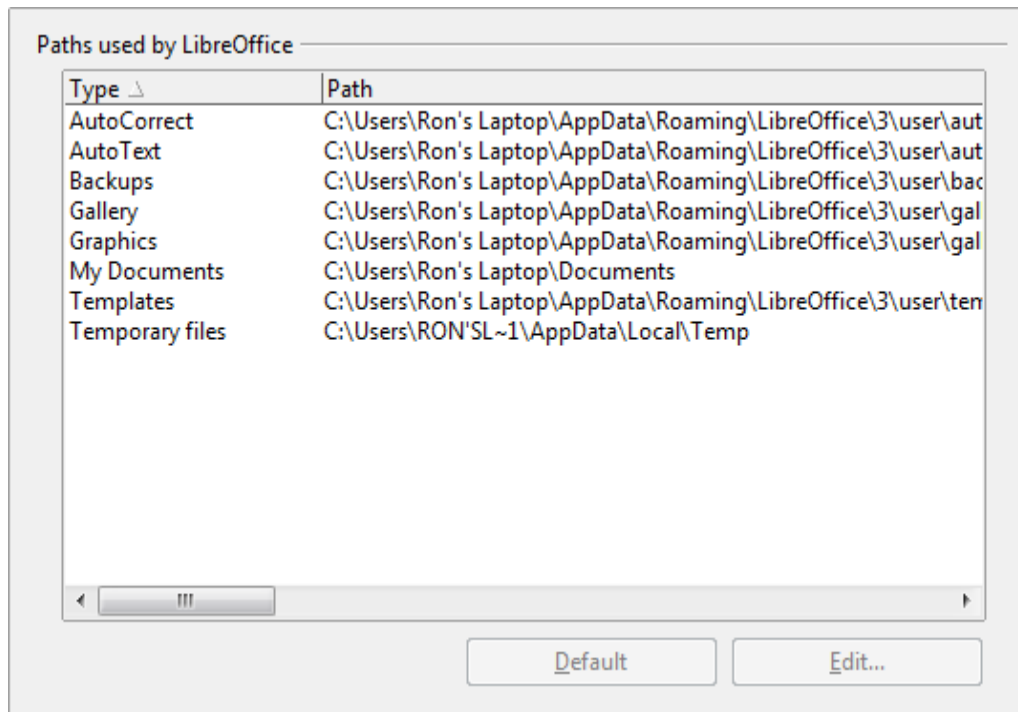 Paths used by LibreOffice
Type Path
AutoCorrect C:\Users\Ron's Laptop\AppData\Roaming\LibreOffice\3\user\aut
AutoText C:\Users\Ron's Laptop\AppData\Roaming\LibreOffice\3\user\aut
Backups C:\Users\Ron's Laptop\AppData\Roaming\LibreOffice\3\user\bac
Gallery C:\Users\Ron's Laptop\AppData\Roaming\LibreOffice\3\user\gal
Graphics C:\Users\Ron's Laptop\AppData\Roaming\LibreOffice\3\user\gal
My Documents C:\Users\Ron's Laptop\Documents
Templates C:\Users\Ron's Laptop\AppData\Roaming\LibreOffice\3\user\tem
Temporary files C:\Users\RON'SL~1\AppData\Local\Temp
Default Edit...